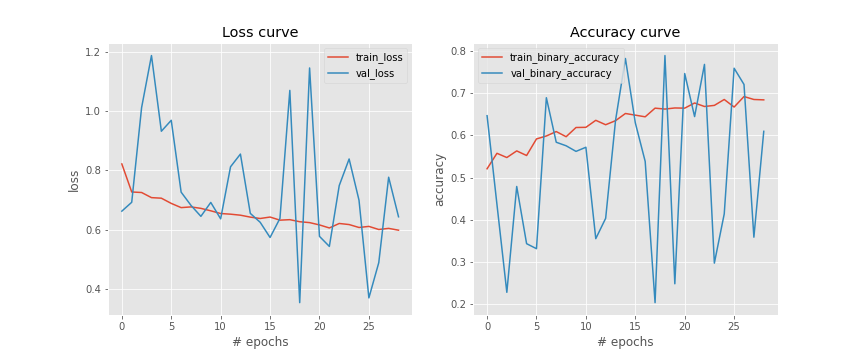 Loss curve
train_loss
val_loss
1.2
1.0
0.8
0.6
0.4
loss
0
5
10
15
20
25
# epochs
Accuracy curve
train_binary_accuracy
val_binary_accuracy
0.8
0.7
0.6
0.5
0.4
0.3
0.2
accuracy
0
5
10
15
20
25
# epochs